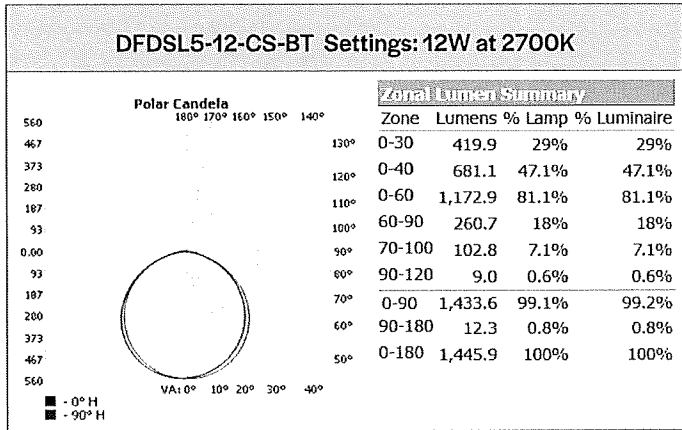 DFDSL5-12-CS-BT Settings: 12W at 2700K
Polar Candela
180° 170° 160° 150° 140°
560
467
373
280
187
93
0.00
93
187
280
373
467
560
130°
120°
110°
100°
90°
80°
70°
60°
50°
VA: 0° 10° 20° 30° 40°
- 0° H
- 90° H
Zonal Lumen Summary
Zone Lumens % Lamp % Luminaire
0-30 419.9 29% 29%
0-40 681.1 47.1% 47.1%
0-60 1,172.9 81.1% 81.1%
60-90 260.7 18% 18%
70-100 102.8 7.1% 7.1%
90-120 9.0 0.6% 0.6%
0-90 1,433.6 99.1% 99.2%
90-180 12.3 0.8% 0.8%
0-180 1,445.9 100% 100%